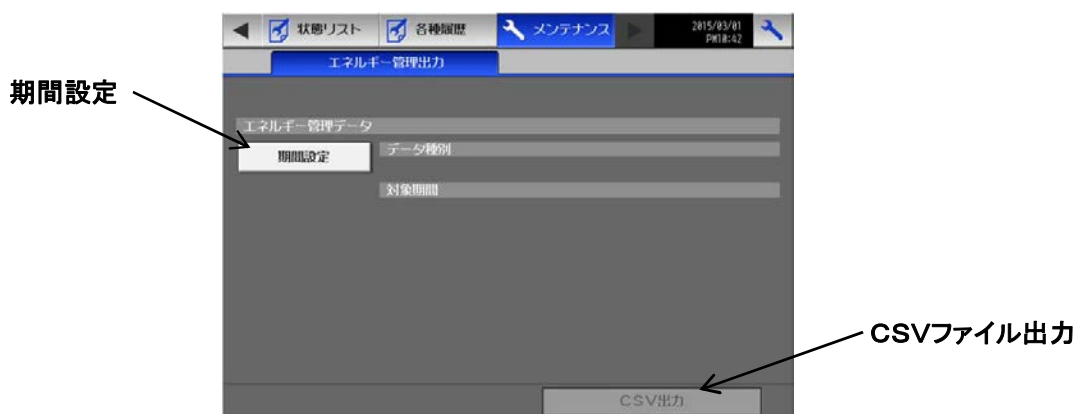 状態リスト 各種履歴 メンテナンス 2015/03/01
PM10:42
エネルギー管理出力
期間設定
エネルギー管理データ
期間設定 データ種別
対象期間
CSVファイル出力
CSV出力